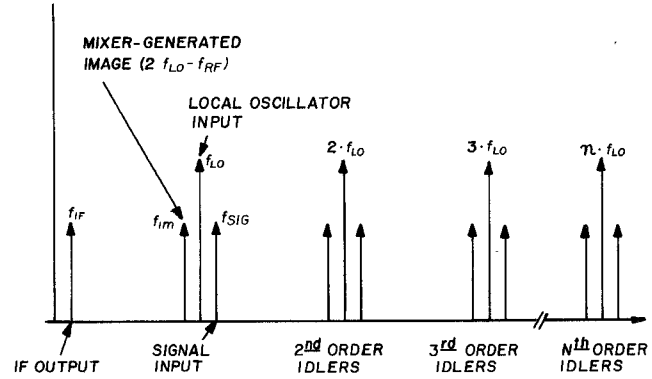 MIXER-GENERATED
IMAGE (2 fLO-fRF)
LOCAL OSCILLATOR
INPUT
fIF
fIm
fLO
fSIG
2·fLO
3·fLO
n·fLO
IF OUTPUT
SIGNAL
INPUT
2nd ORDER
IDLERS
3rd ORDER
IDLERS
Nth ORDER
IDLERS